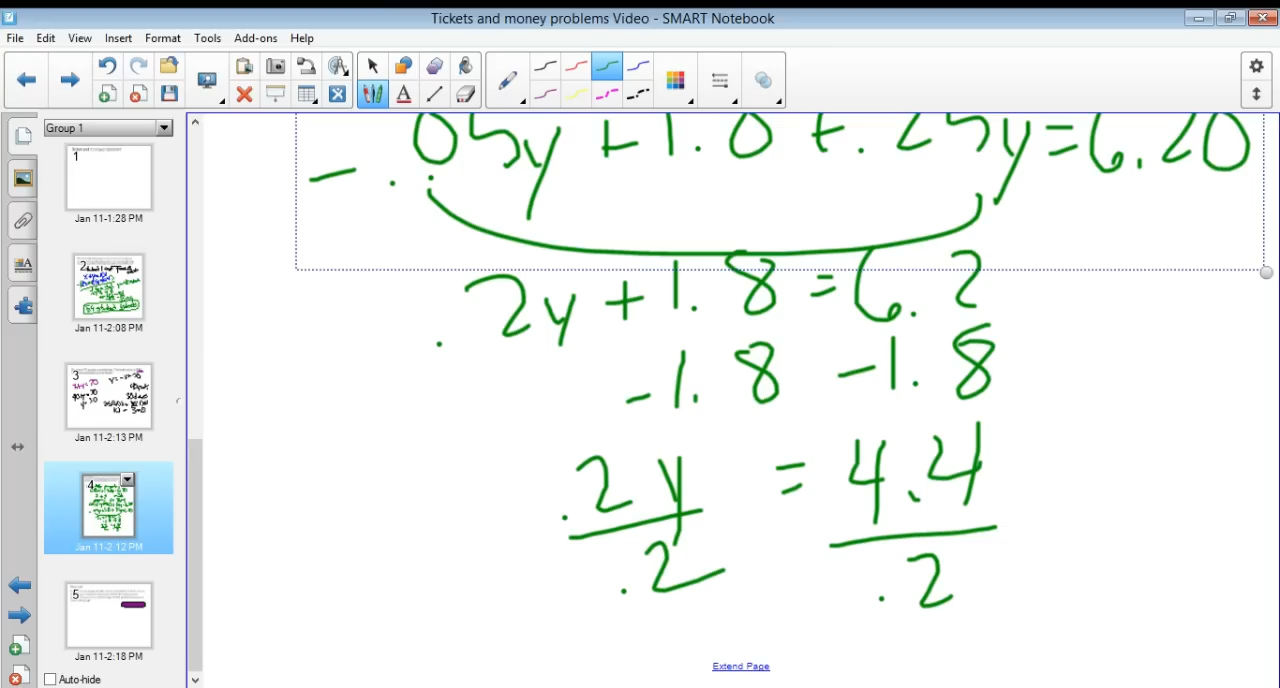 Tickets and money problems Video - SMART Notebook
File Edit View Insert Format Tools Add-ons Help
Group 1
1
Jan 11-1:28 PM
2
Jan 11-2:08 PM
3
Jan 11-2:13 PM
4
Jan 11-2:12 PM
5
Jan 11-2:18 PM
Auto-hide
-.05y + 1.8 + .25y = 6.20
.2y + 1.8 = 6.2
-1.8 -1.8
.2y = 4.4
.2 .2
Extend Page